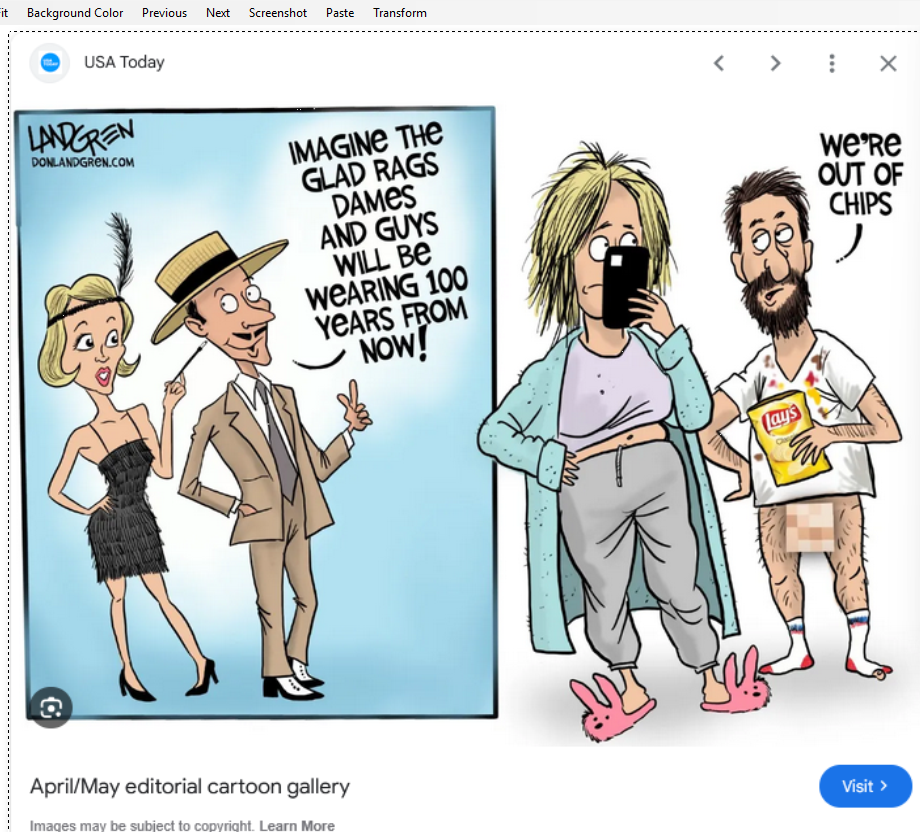 it
Background Color
Previous
Next
Screenshot
Paste
Transform
USA Today
LANDGREN
DONLANDGREN.COM
IMAGINE THE
GLAD RAGS
DAMES
AND GUYS
WILL BE
WEARING 100
YEARS FROM
NOW!
WE'RE
OUT OF
CHIPS
Lay's
April/May editorial cartoon gallery
Visit
Images may be subject to copyright. Learn More